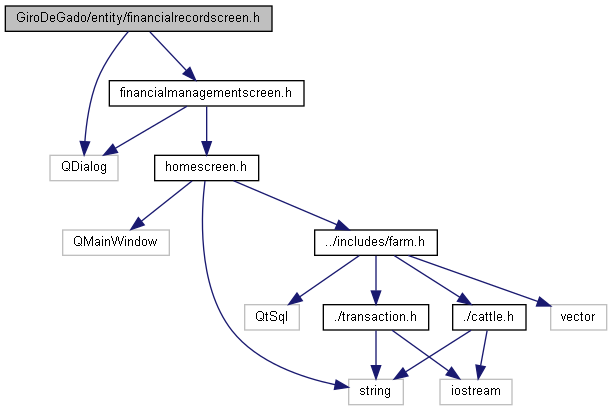 GiroDeGado/entity/financialrecordscreen.h
financialmanagementscreen.h
QDialog
homescreen.h
QMainWindow
../includes/farm.h
QtSql
./transaction.h
./cattle.h
vector
string
iostream